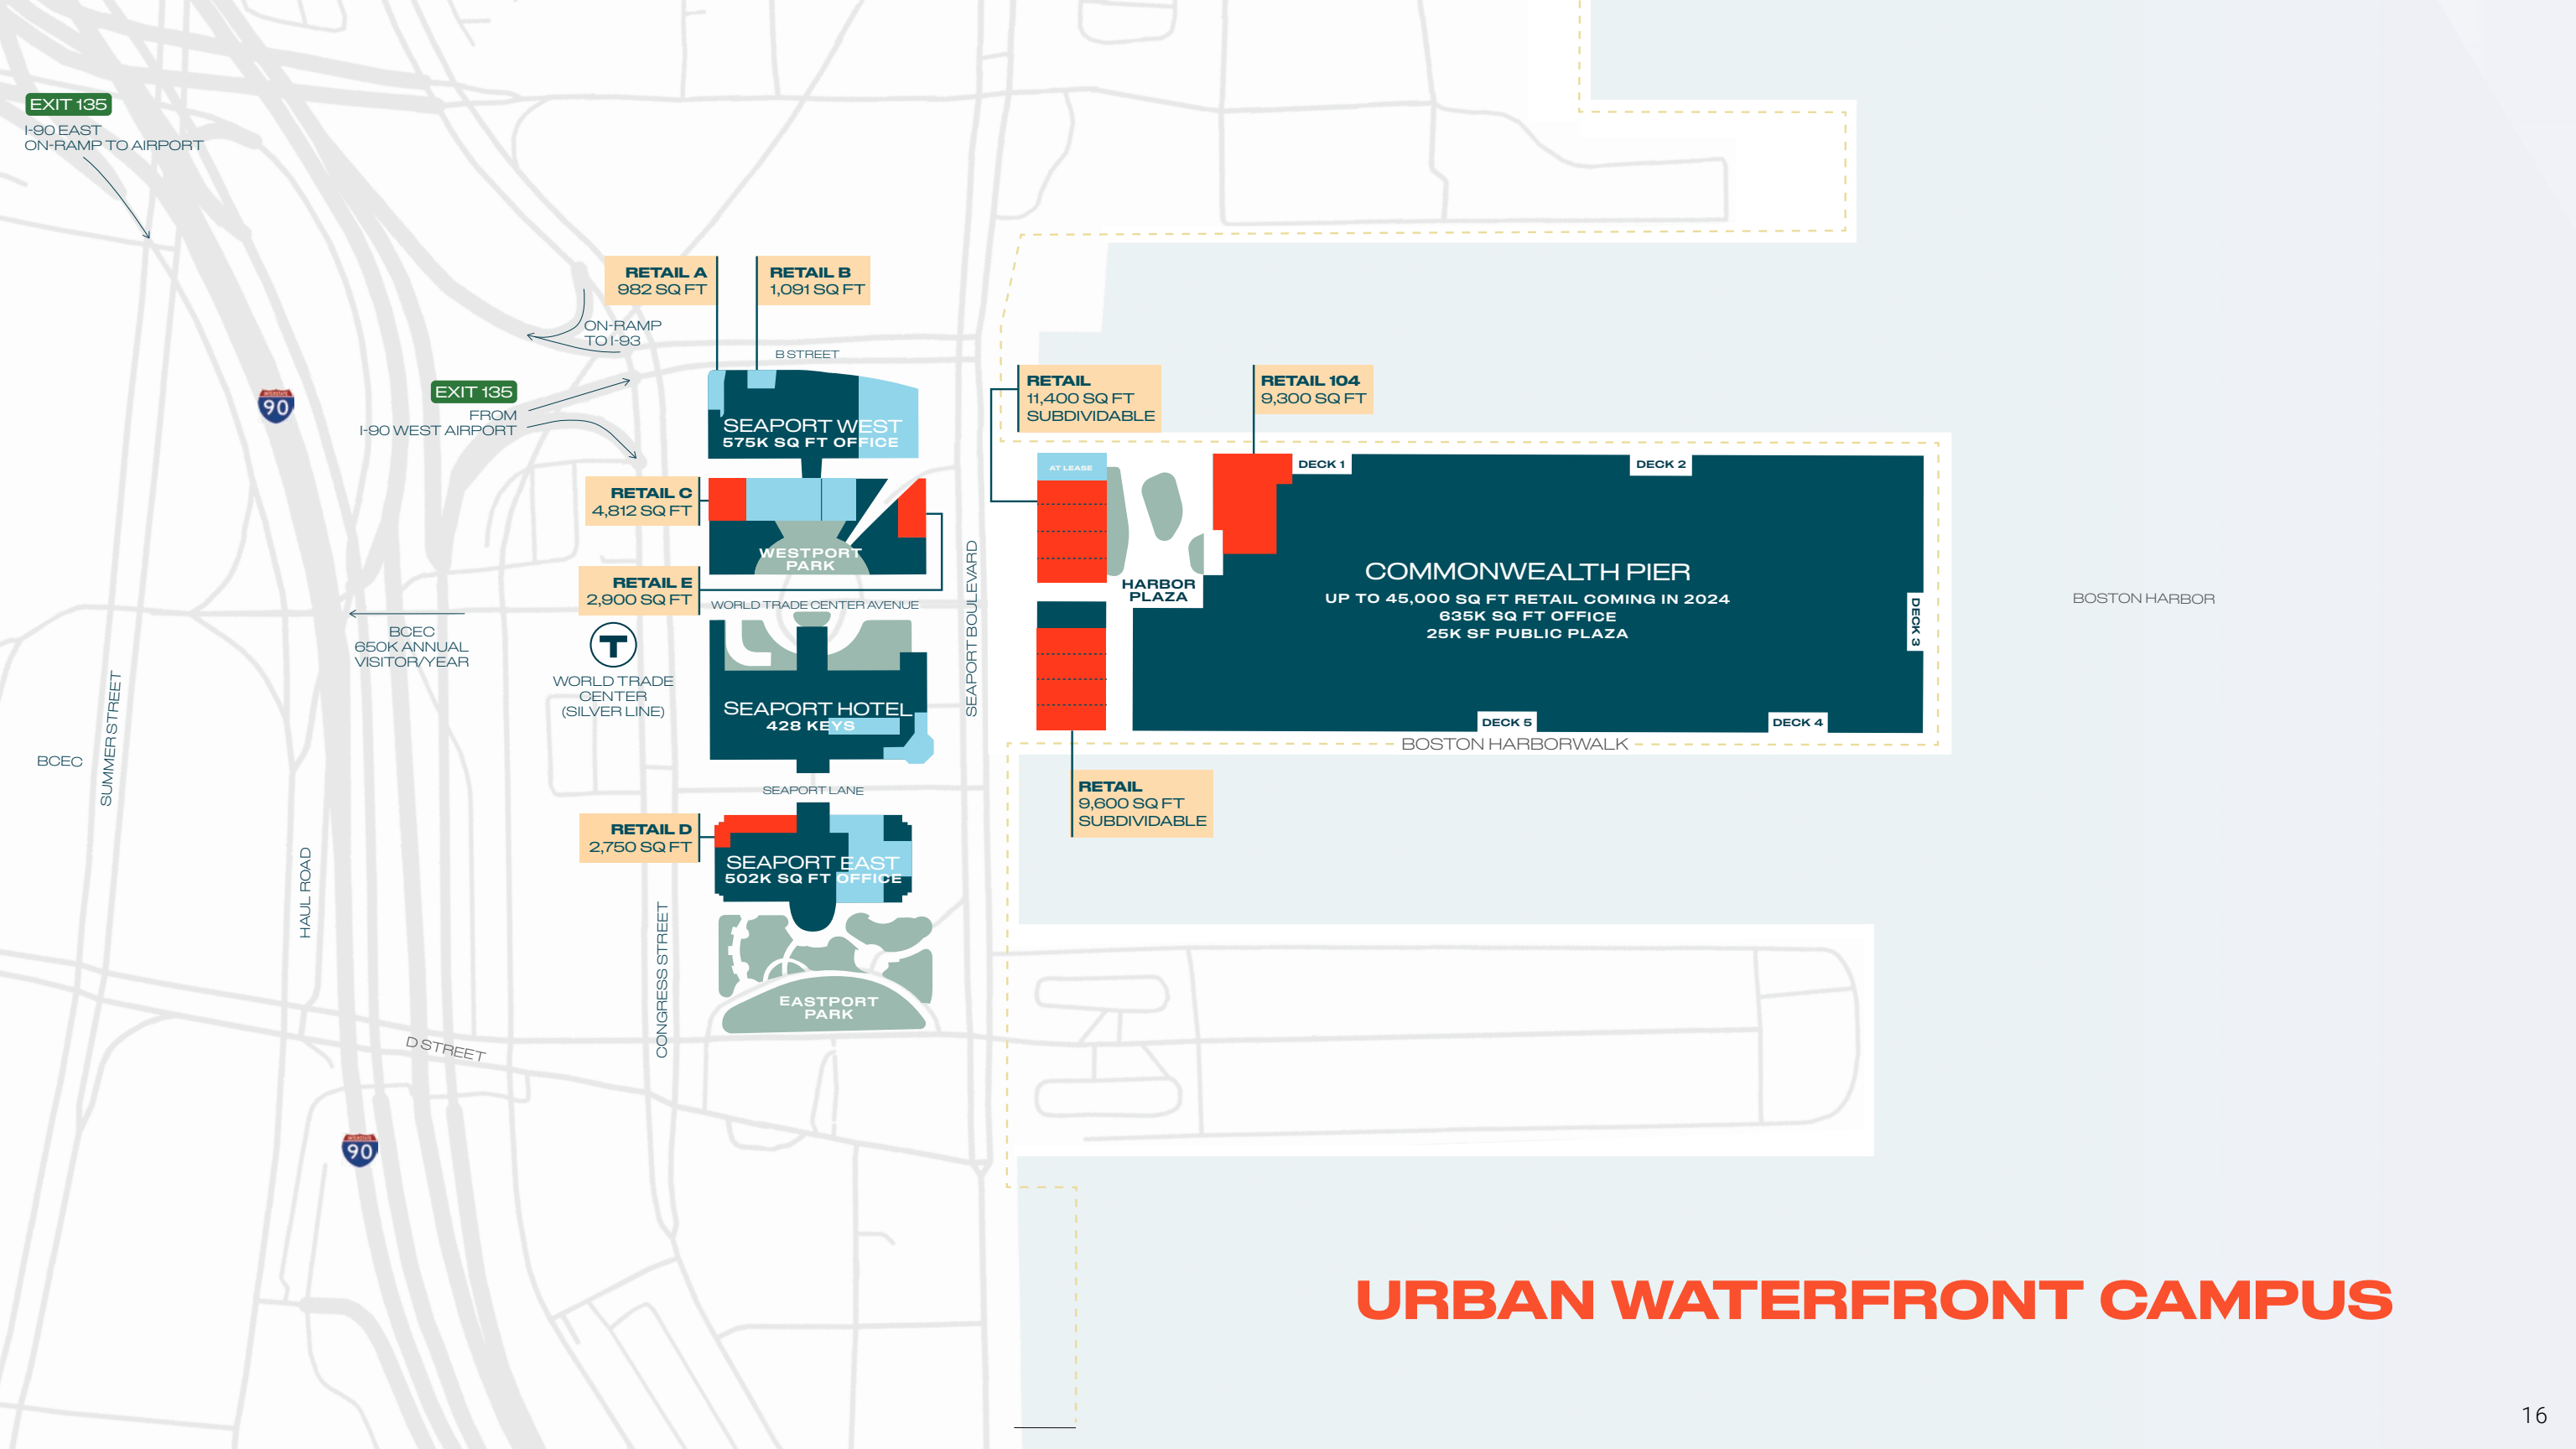 EXIT 135
I-90 EAST
ON-RAMP TO AIRPORT
RETAIL A
982 SQ FT
RETAIL B
1,091 SQ FT
ON-RAMP
TO I-93
B STREET
EXIT 135
FROM
I-90 WEST AIRPORT
90
SEAPORT WEST
575K SQ FT OFFICE
RETAIL
11,400 SQ FT
SUBDIVIDABLE
RETAIL 104
9,300 SQ FT
AT LEASE
DECK 1
DECK 2
RETAIL C
4,812 SQ FT
WESTPORT
PARK
RETAIL E
2,900 SQ FT
WORLD TRADE CENTER AVENUE
SEAPORT BOULEVARD
HARBOR
PLAZA
COMMONWEALTH PIER
UP TO 45,000 SQ FT RETAIL COMING IN 2024
635K SQ FT OFFICE
25K SF PUBLIC PLAZA
DECK 3
BOSTON HARBOR
BCEC
650K ANNUAL
VISITOR/YEAR
WORLD TRADE
CENTER
(SILVER LINE)
T
SEAPORT HOTEL
428 KEYS
DECK 5
DECK 4
BOSTON HARBORWALK
BCEC
SUMMER STREET
SEAPORT LANE
RETAIL
9,600 SQ FT
SUBDIVIDABLE
RETAIL D
2,750 SQ FT
SEAPORT EAST
502K SQ FT OFFICE
HAUL ROAD
CONGRESS STREET
EASTPORT
PARK
D STREET
90
URBAN WATERFRONT CAMPUS
16